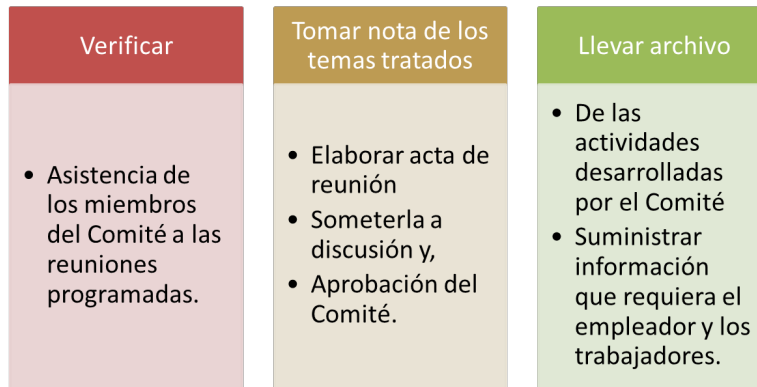 Verificar
• Asistencia de
los miembros
del Comité a las
reuniones
programadas.
Tomar nota de los
temas tratados
• Elaborar acta de
reunión
• Someterla a
discusión y,
• Aprobación del
Comité.
Llevar archivo
• De las
actividades
desarrolladas
por el Comité
• Suministrar
información
que requiera el
empleador y los
trabajadores.